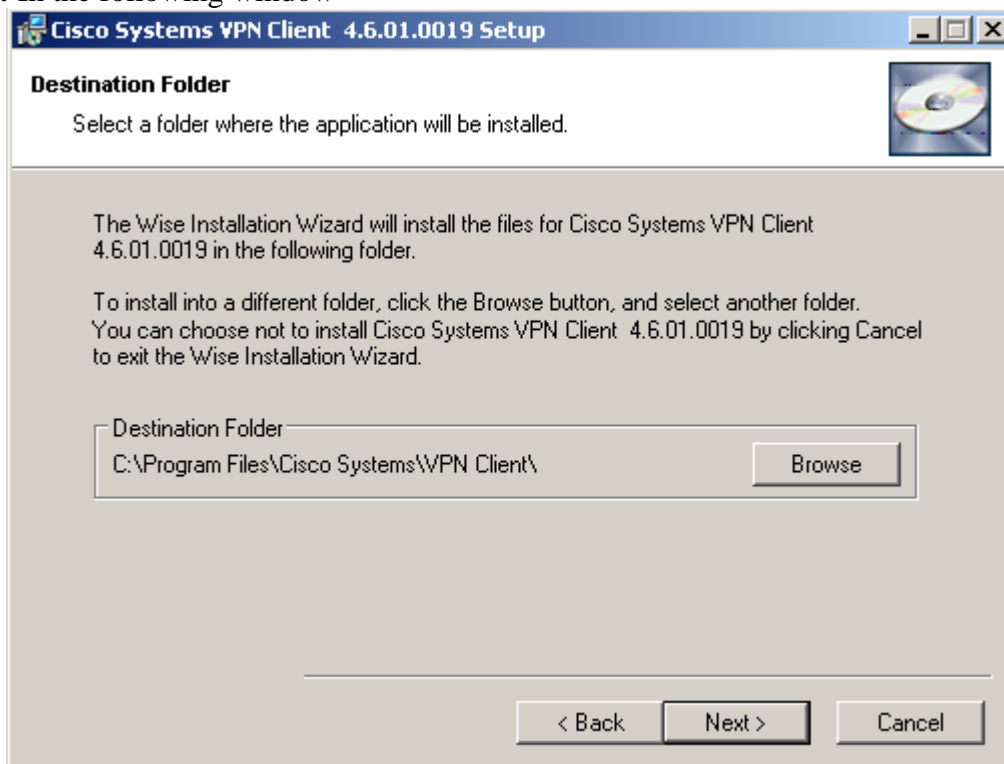 in the following window
Cisco Systems VPN Client 4.6.01.0019 Setup
Destination Folder
Select a folder where the application will be installed.
The Wise Installation Wizard will install the files for Cisco Systems VPN Client
4.6.01.0019 in the following folder.
To install into a different folder, click the Browse button, and select another folder.
You can choose not to install Cisco Systems VPN Client 4.6.01.0019 by clicking Cancel
to exit the Wise Installation Wizard.
Destination Folder
C:\Program Files\Cisco Systems\VPN Client\
Browse
< Back
Next >
Cancel